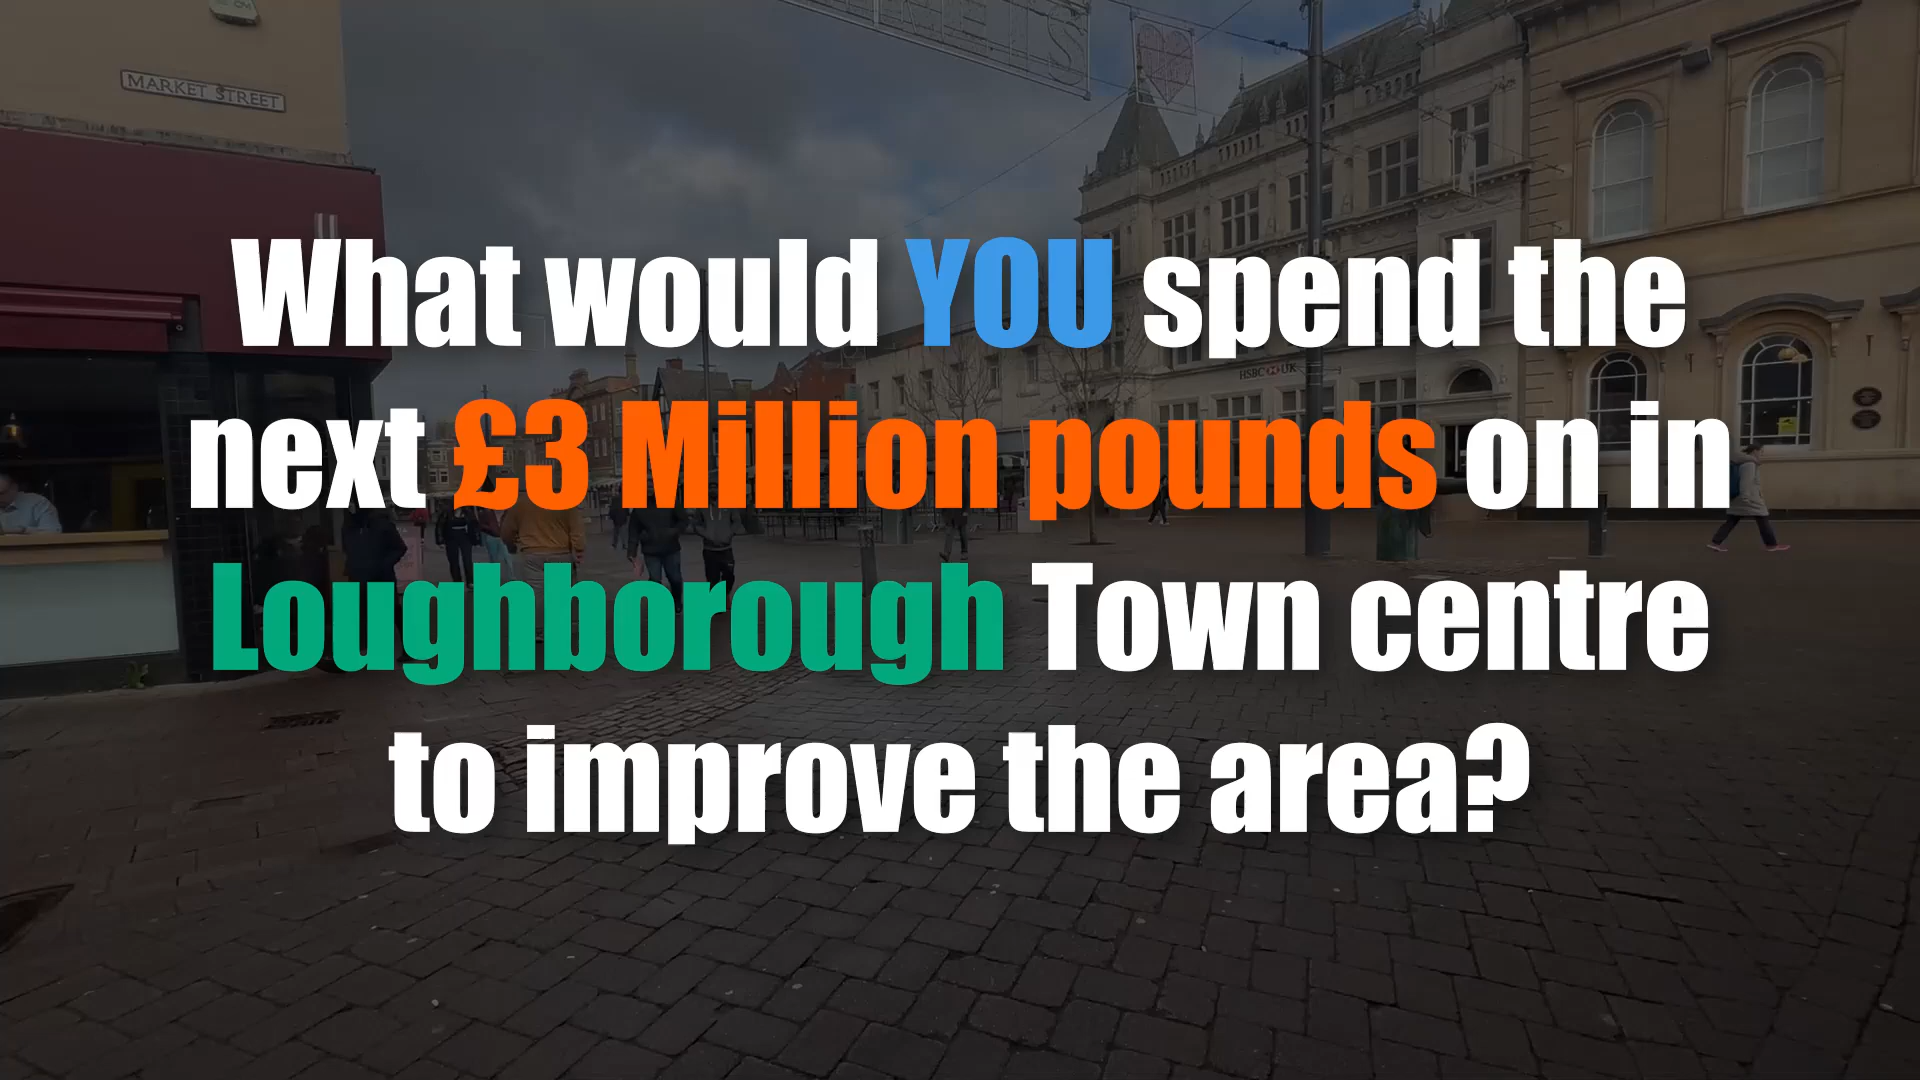 MARKET STREET
What would YOU spend the
HSBC UK
next £3 Million pounds on in
Loughborough Town centre
to improve the area?